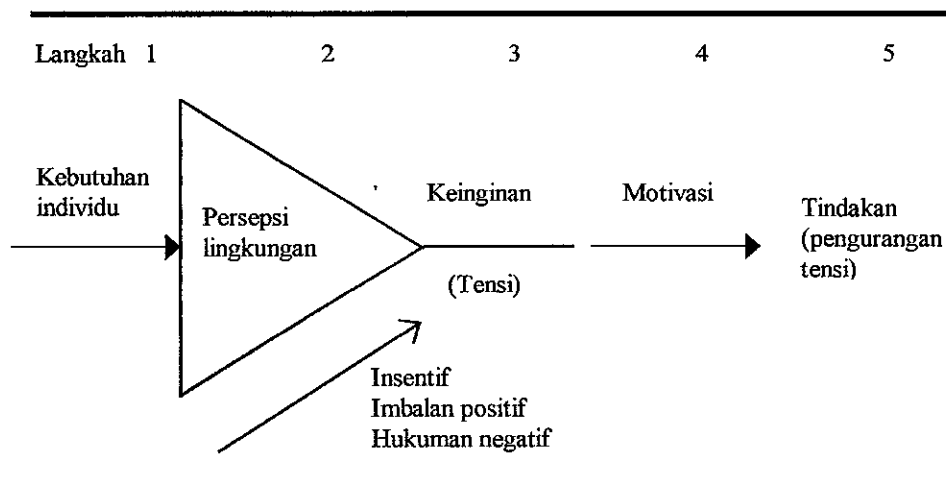 Langkah 1 2 3 4 5
Kebutuhan
individu
Persepsi
lingkungan
Keinginan
(Tensi)
Motivasi
Tindakan
(pengurangan
tensi)
Insentif
Imbalan positif
Hukuman negatif